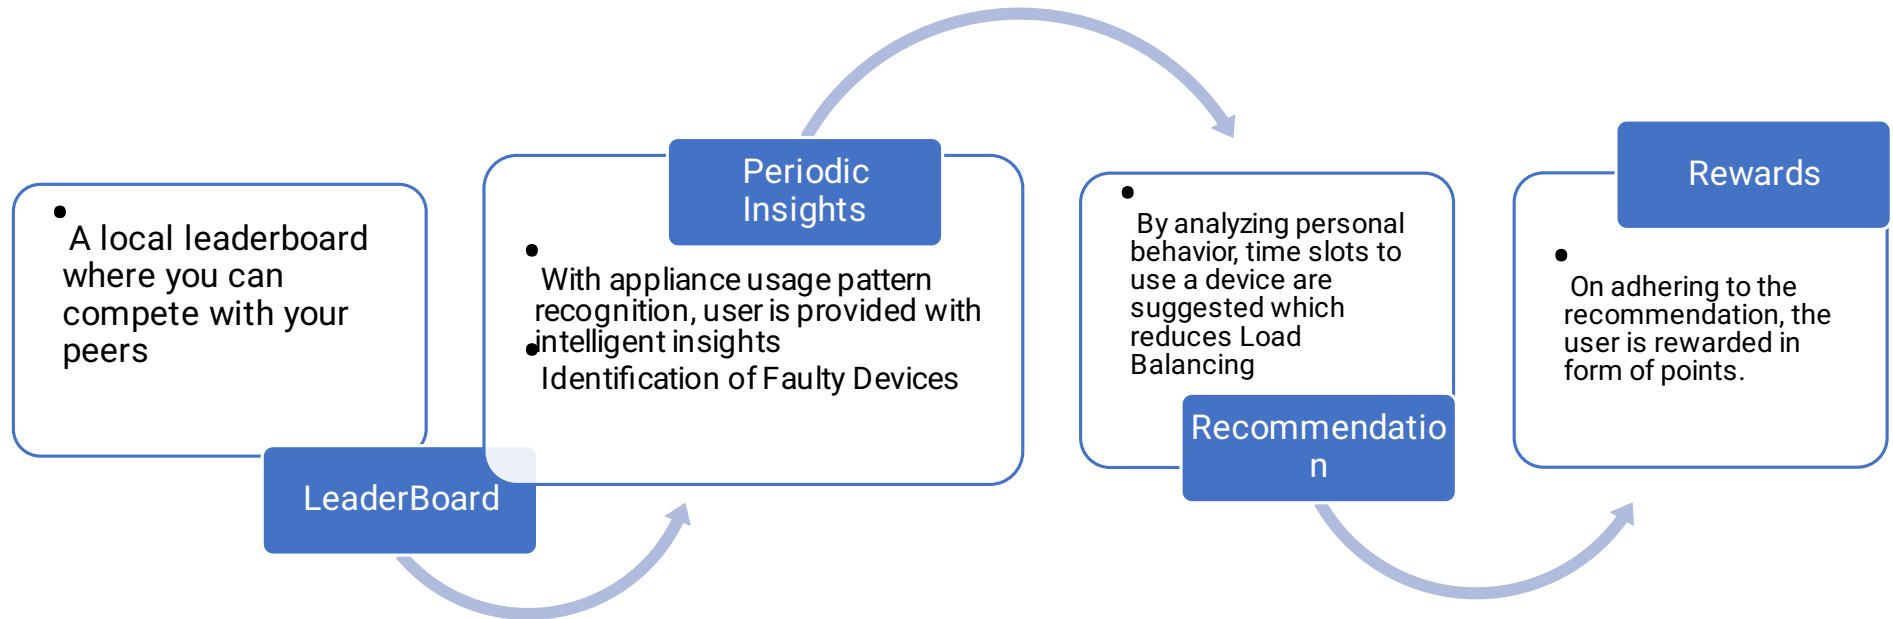 • A local leaderboard
where you can
compete with your
peers
LeaderBoard
Periodic
Insights
• With appliance usage pattern
recognition, user is provided with
intelligent insights
• Identification of Faulty Devices
• By analyzing personal
behavior, time slots to
use a device are
suggested which
reduces Load
Balancing
Recommendatio
n
Rewards
• On adhering to the
recommendation, the
user is rewarded in
form of points.